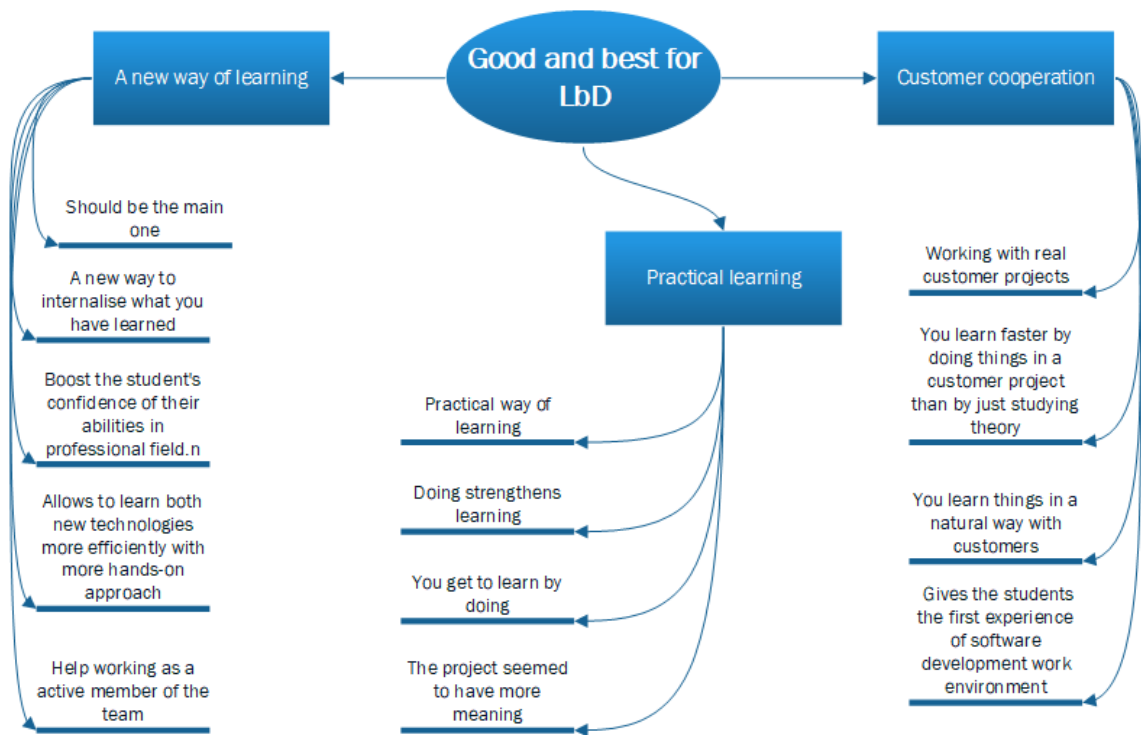 Good and best for
LbD
A new way of learning
Should be the main
one
A new way to
internalise what you
have learned
Boost the student's
confidence of their
abilities in
professional field.n
Allows to learn both
new technologies
more efficiently with
more hands-on
approach
Help working as a
active member of the
team
Practical learning
Practical way of
learning
Doing strengthens
learning
You get to learn by
doing
The project seemed
to have more
meaning
Customer cooperation
Working with real
customer projects
You learn faster by
doing things in a
customer project
than by just studying
theory
You learn things in a
natural way with
customers
Gives the students
the first experience
of software
development work
environment